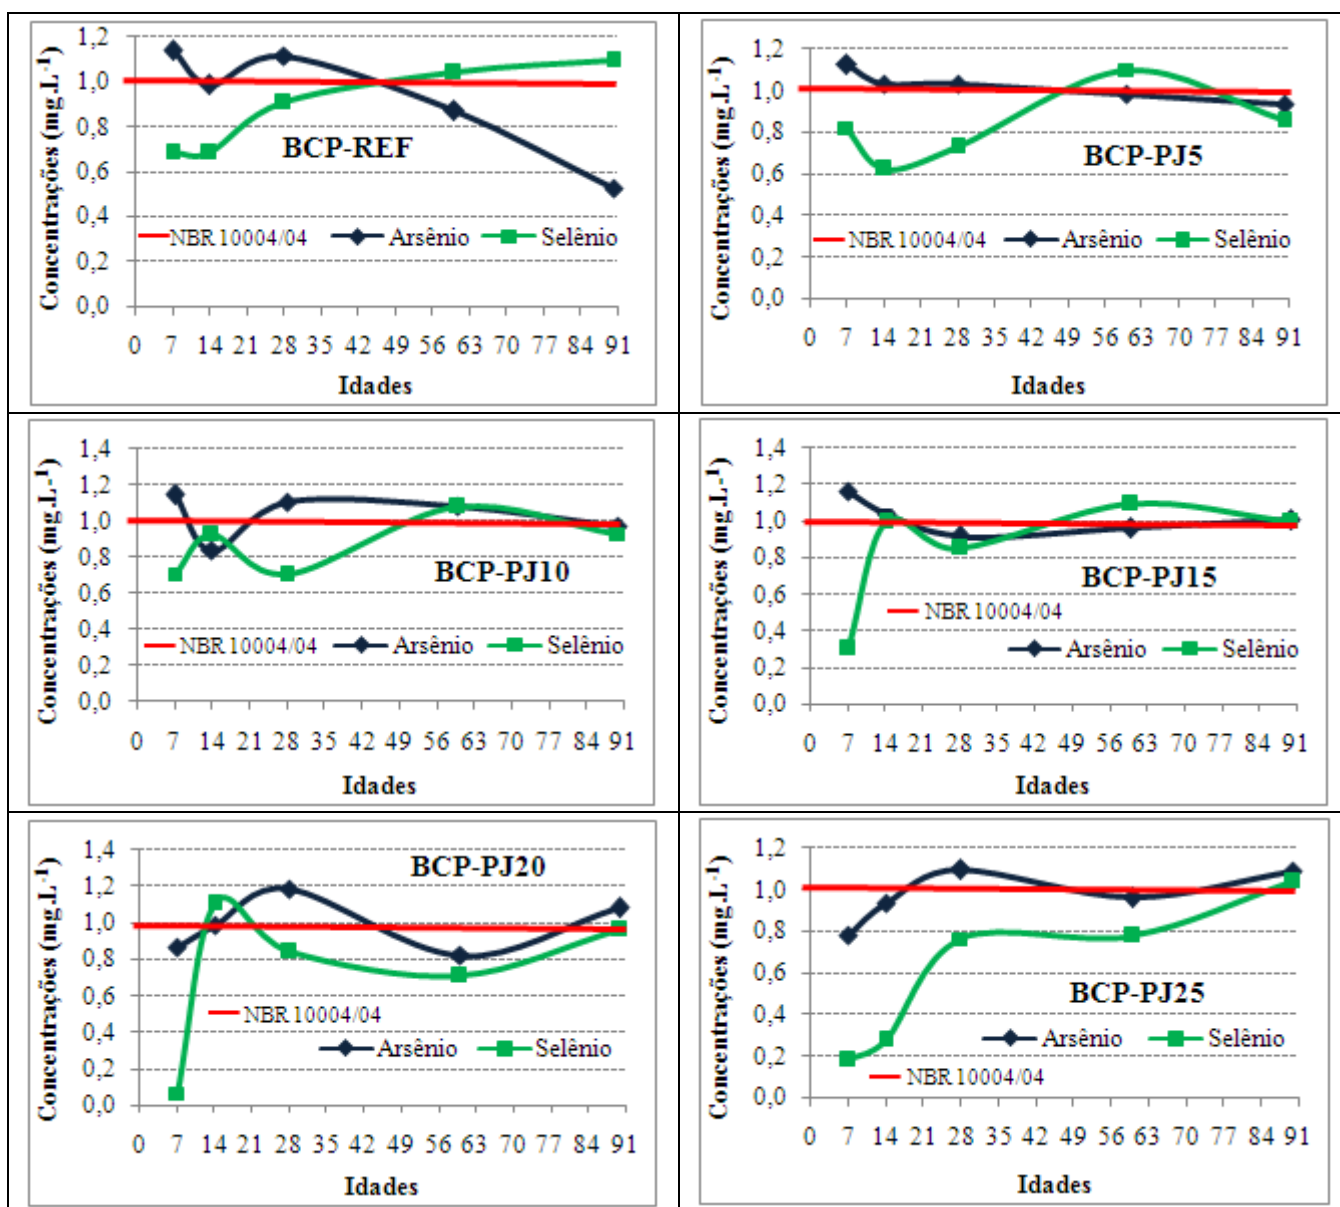 Concentrações (mg.L-1)
1,2
1,0
0,8
0,6
0,4
0,2
0,0
BCP-REF
NBR 10004/04 Arsênio Selênio
0 7 14 21 28 35 42 49 56 63 70 77 84 91
Idades
Concentrações (mg.L-1)
1,2
1,0
0,8
0,6
0,4
0,2
0,0
BCP-PJ5
NBR 10004/04 Arsênio Selênio
0 7 14 21 28 35 42 49 56 63 70 77 84 91
Idades
Concentrações (mg.L-1)
1,4
1,2
1,0
0,8
0,6
0,4
0,2
0,0
BCP-PJ10
NBR 10004/04 Arsênio Selênio
0 7 14 21 28 35 42 49 56 63 70 77 84 91
Idades
Concentrações (mg.L-1)
1,4
1,2
1,0
0,8
0,6
0,4
0,2
0,0
BCP-PJ15
NBR 10004/04
Arsênio Selênio
0 7 14 21 28 35 42 49 56 63 70 77 84 91
Idades
Concentrações (mg.L-1)
1,4
1,2
1,0
0,8
0,6
0,4
0,2
0,0
BCP-PJ20
NBR 10004/04
Arsênio Selênio
0 7 14 21 28 35 42 49 56 63 70 77 84 91
Idades
Concentrações (mg.L-1)
1,2
1,0
0,8
0,6
0,4
0,2
0,0
BCP-PJ25
Arsênio Selênio
NBR 10004/04
0 7 14 21 28 35 42 49 56 63 70 77 84 91
Idades